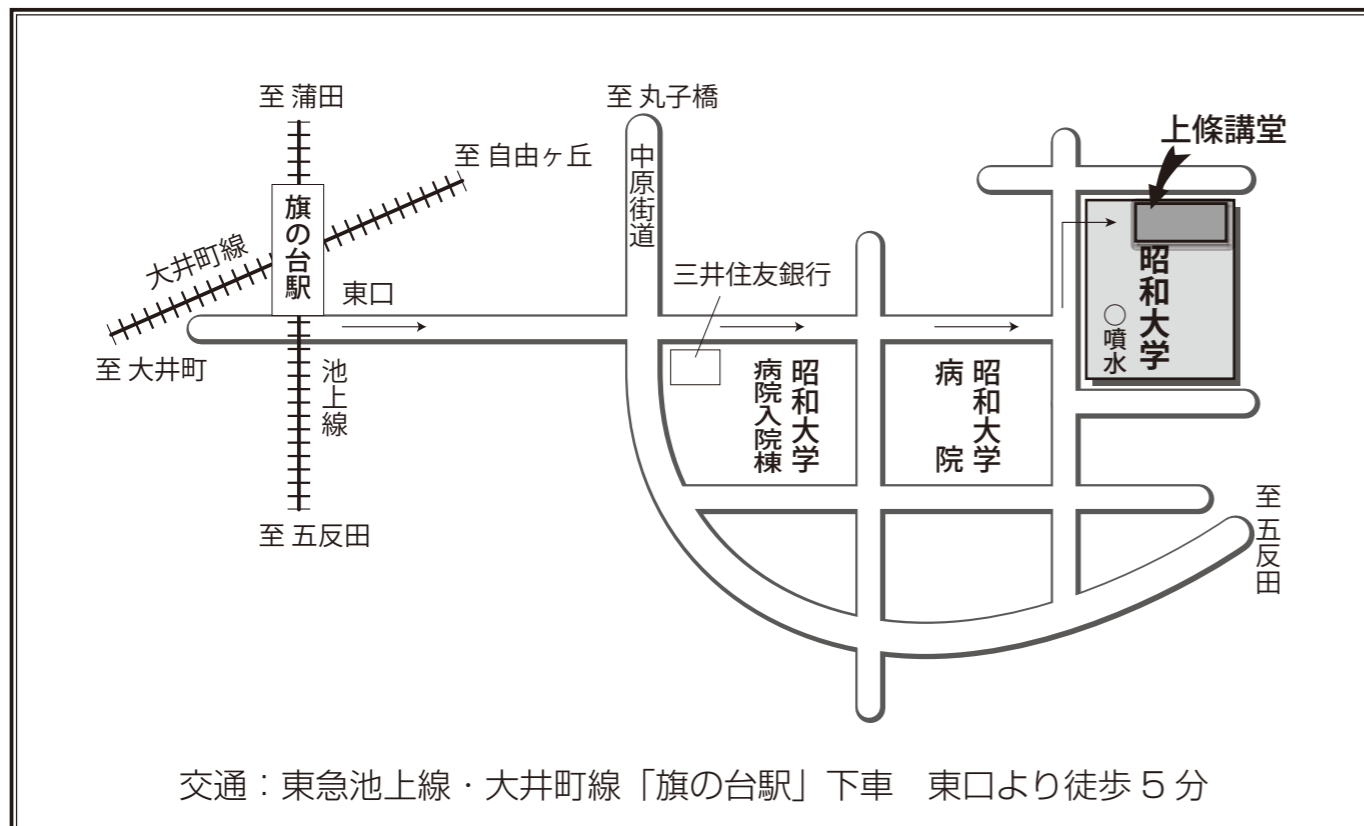 至 蒲田
至 丸子橋
上條講堂
至 自由ヶ丘
中原街道
旗の台駅
大井町線
三井住友銀行
東口
昭和大学
○噴水
至 大井町
池上線
昭和大学
病院入院棟
昭和大学
病院
至 五反田
至 五反田
交通：東急池上線・大井町線「旗の台駅」下車　東口より徒歩 5 分